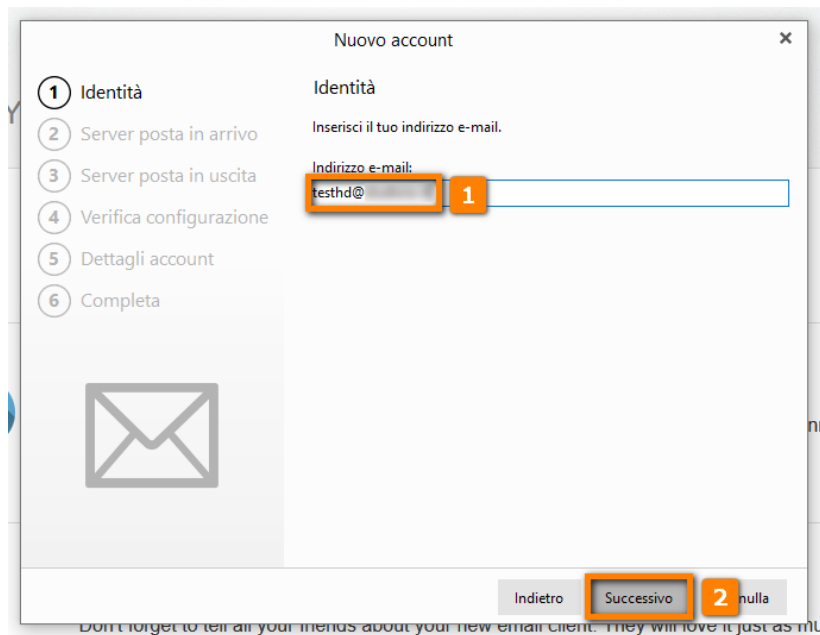 Nuovo account
1 Identità
2 Server posta in arrivo
3 Server posta in uscita
4 Verifica configurazione
5 Dettagli account
6 Completa
Identità
Inserisci il tuo indirizzo e-mail.
Indirizzo e-mail:
testhd@
1
Indietro
Successivo
2
nulla
Don't forget to tell all your friends about your new email client. They will love it just as mu